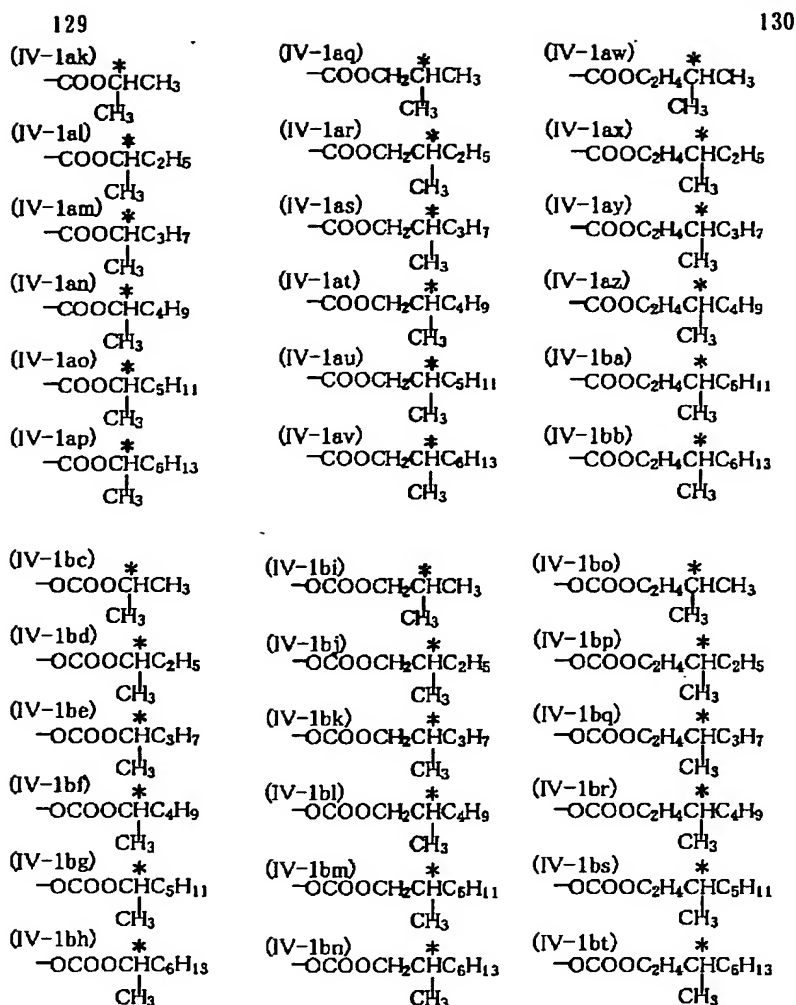 129
130
(IV-1ak)
*
-COOCHCH3
CH3
(IV-1al)
*
-COOCHC2H5
CH3
(IV-1am)
*
-COOCHC3H7
CH3
(IV-1an)
*
-COOCHC4H9
CH3
(IV-1ao)
*
-COOCHC5H11
CH3
(IV-1ap)
*
-COOCHC6H13
CH3
(IV-1aq)
*
-COOCH2CHCH3
CH3
(IV-1ar)
*
-COOCH2CHC2H5
CH3
(IV-1as)
*
-COOCH2CHC3H7
CH3
(IV-1at)
*
-COOCH2CHC4H9
CH3
(IV-1au)
*
-COOCH2CHC5H11
CH3
(IV-1av)
*
-COOCH2CHC6H13
CH3
(IV-1aw)
*
-COOC2H4CHCH3
CH3
(IV-1ax)
*
-COOC2H4CHC2H5
CH3
(IV-1ay)
*
-COOC2H4CHC3H7
CH3
(IV-1az)
*
-COOC2H4CHC4H9
CH3
(IV-1ba)
*
-COOC2H4CHC5H11
CH3
(IV-1bb)
*
-COOC2H4CHC6H13
CH3
(IV-1bc)
*
-OCOOCHCH3
CH3
(IV-1bd)
*
-OCOOCHC2H5
CH3
(IV-1be)
*
-OCOOCHC3H7
CH3
(IV-1bf)
*
-OCOOCHC4H9
CH3
(IV-1bg)
*
-OCOOCHC5H11
CH3
(IV-1bh)
*
-OCOOCHC6H13
CH3
(IV-1bi)
*
-OCOOCH2CHCH3
CH3
(IV-1bj)
*
-OCOOCH2CHC2H5
CH3
(IV-1bk)
*
-OCOOCH2CHC3H7
CH3
(IV-1bl)
*
-OCOOCH2CHC4H9
CH3
(IV-1bm)
*
-OCOOCH2CHC5H11
CH3
(IV-1bn)
*
-OCOOCH2CHC6H13
CH3
(IV-1bo)
*
-OCOOC2H4CHCH3
CH3
(IV-1bp)
*
-OCOOC2H4CHC2H5
CH3
(IV-1bq)
*
-OCOOC2H4CHC3H7
CH3
(IV-1br)
*
-OCOOC2H4CHC4H9
CH3
(IV-1bs)
*
-OCOOC2H4CHC5H11
CH3
(IV-1bt)
*
-OCOOC2H4CHC6H13
CH3